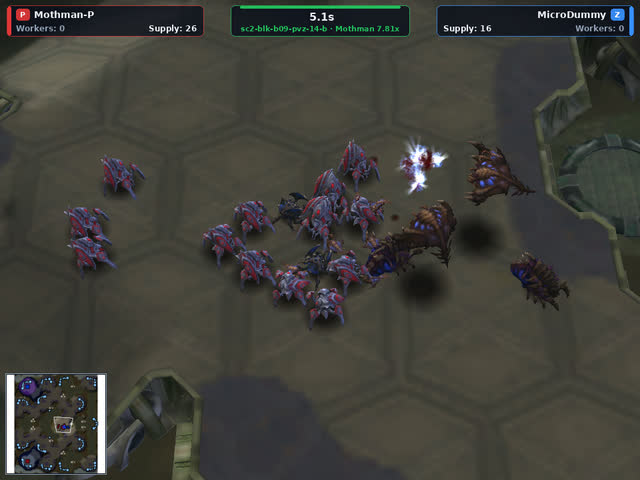 P Mothman-P
Workers: 0 Supply: 26
5.1s
sc2-blk-b09-pvz-14-b · Mothman 7.81x
MicroDummy Z
Supply: 16 Workers: 0